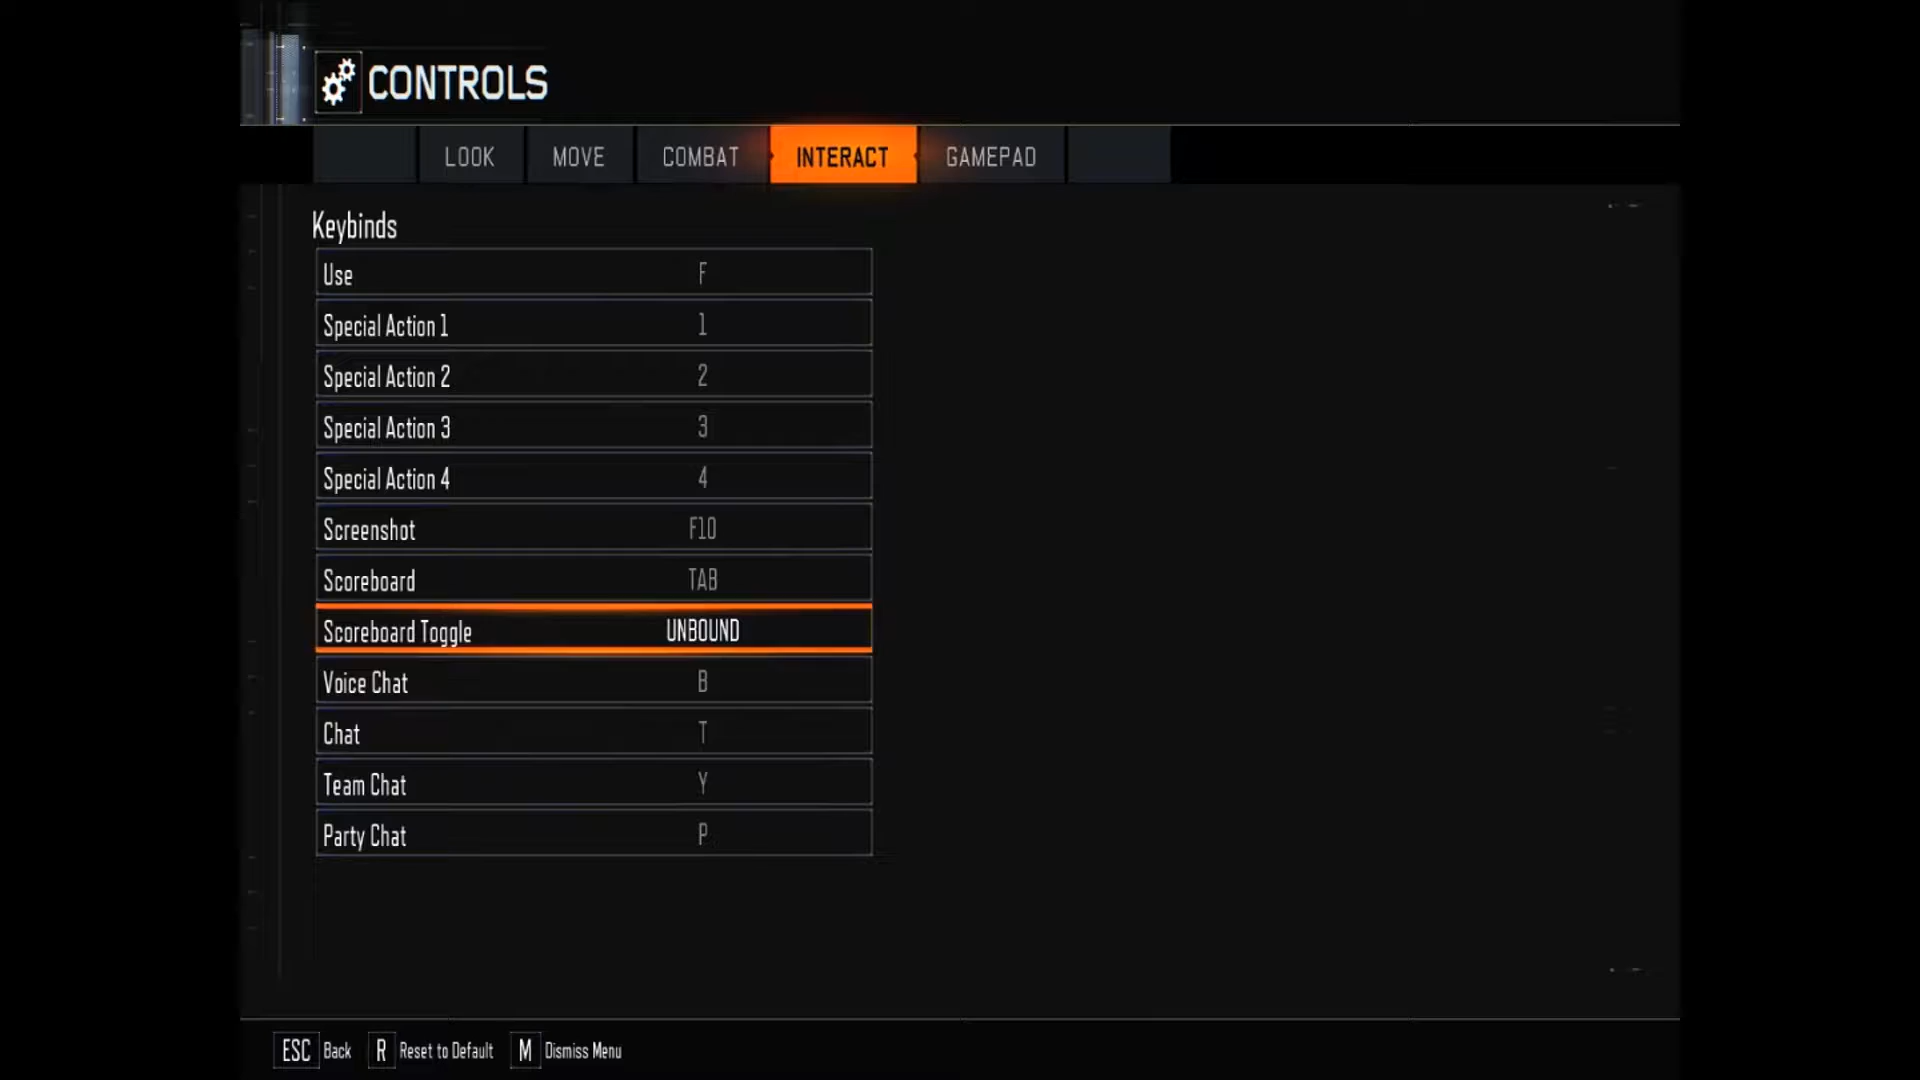 CONTROLS
LOOK MOVE COMBAT INTERACT GAMEPAD
Keybinds
Use F
Special Action 1 1
Special Action 2 2
Special Action 3 3
Special Action 4 4
Screenshot F10
Scoreboard TAB
Scoreboard Toggle UNBOUND
Voice Chat B
Chat T
Team Chat Y
Party Chat P
ESC Back R Reset to Default M Dismiss Menu